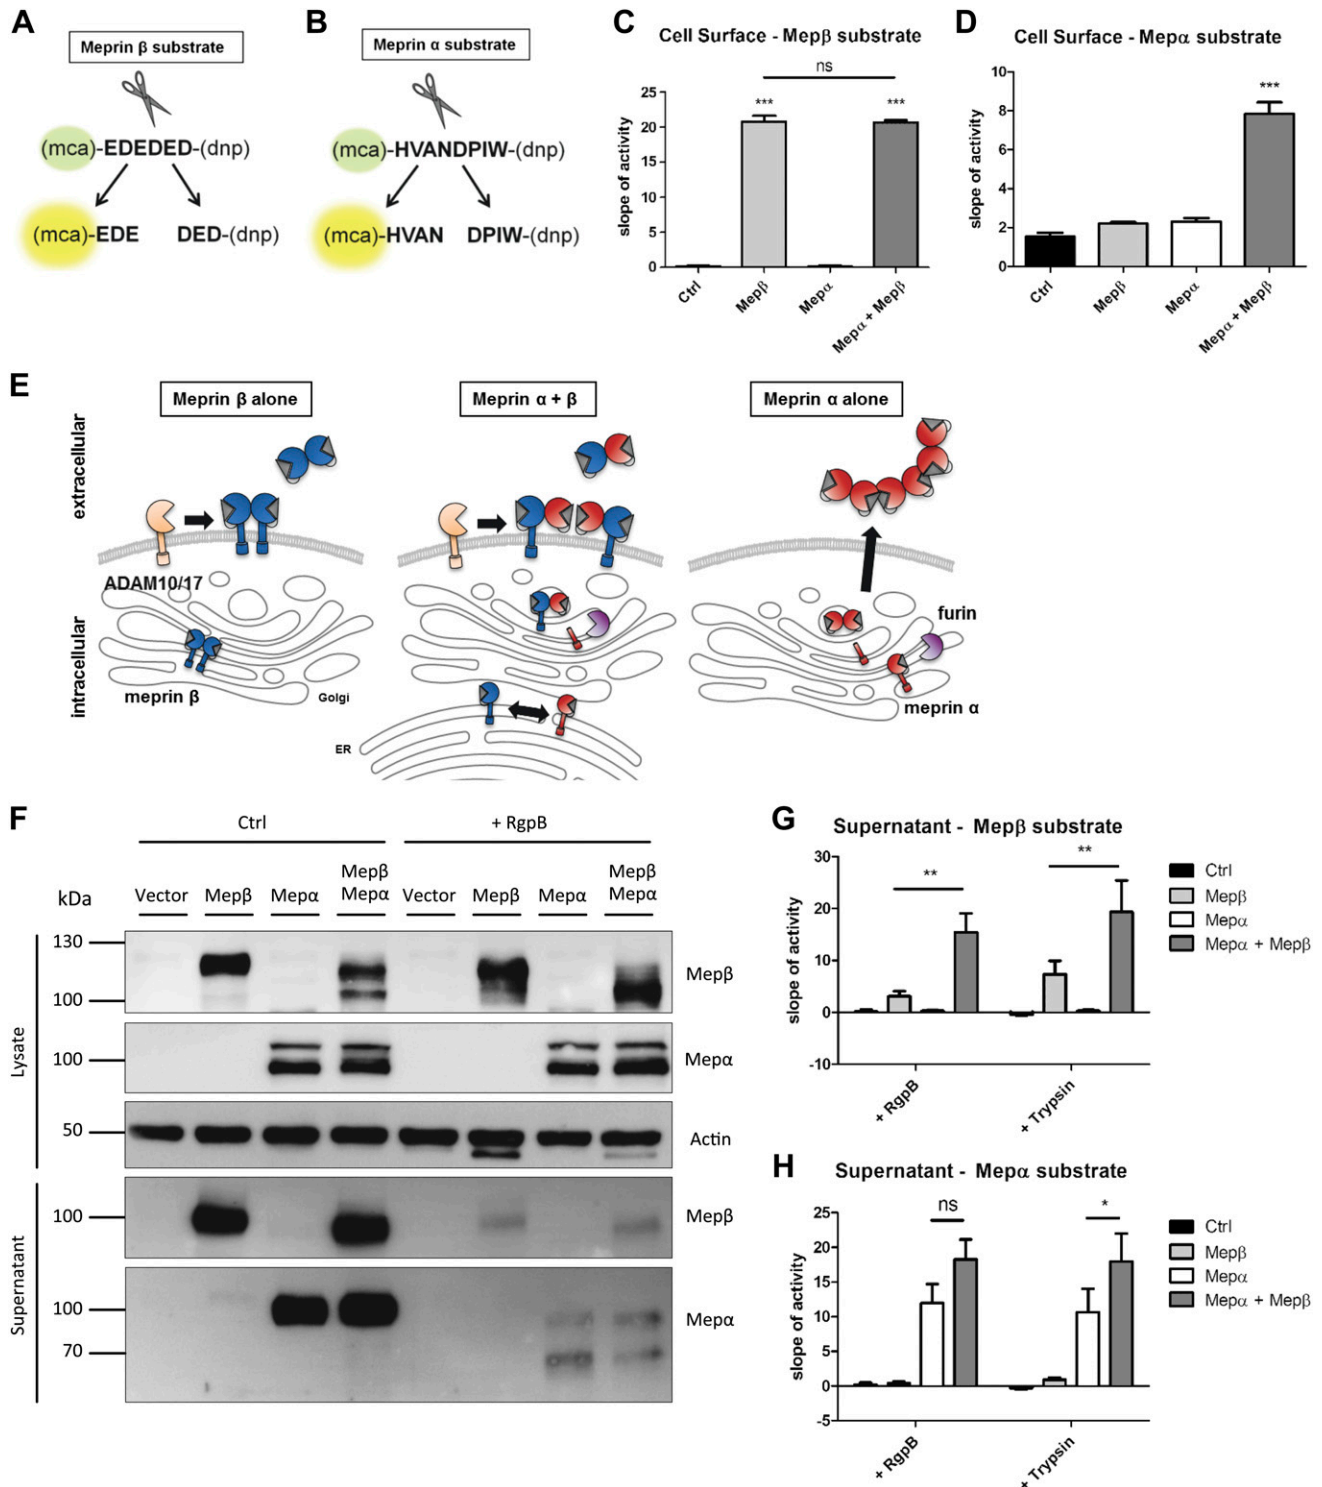 A
Meprin β substrate
(mca)-EDEDED-(dnp)
(mca)-EDE DED-(dnp)
B
Meprin α substrate
(mca)-HVANDPIW-(dnp)
(mca)-HVAN DPIW-(dnp)
C
Cell Surface - Mepβ substrate
ns
*** ***
slope of activity
25
20
15
10
5
0
Ctrl
Mepβ
Mepα
Mepα + Mepβ
D
Cell Surface - Mepα substrate
***
slope of activity
10
8
6
4
2
0
Ctrl
Mepβ
Mepα
Mepα + Mepβ
E
Meprin β alone
Meprin α + β
Meprin α alone
extracellular
intracellular
ADAM10/17
meprin β
Golgi
ER
furin
meprin α
F
Ctrl
+ RgpB
kDa
Vector
Mepβ
Mepα
Mepβ
Mepα
Vector
Mepβ
Mepα
Mepβ
Mepα
Lysate
130
100
Mepβ
100
Mepα
50
Actin
Supernatant
100
Mepβ
100
70
Mepα
G
Supernatant - Mepβ substrate
slope of activity
30
20
10
0
-10
**
**
+ RgpB
+ Trypsin
Ctrl
Mepβ
Mepα
Mepα + Mepβ
H
Supernatant - Mepα substrate
slope of activity
25
20
15
10
5
0
-5
ns
*
+ RgpB
+ Trypsin
Ctrl
Mepβ
Mepα
Mepα + Mepβ